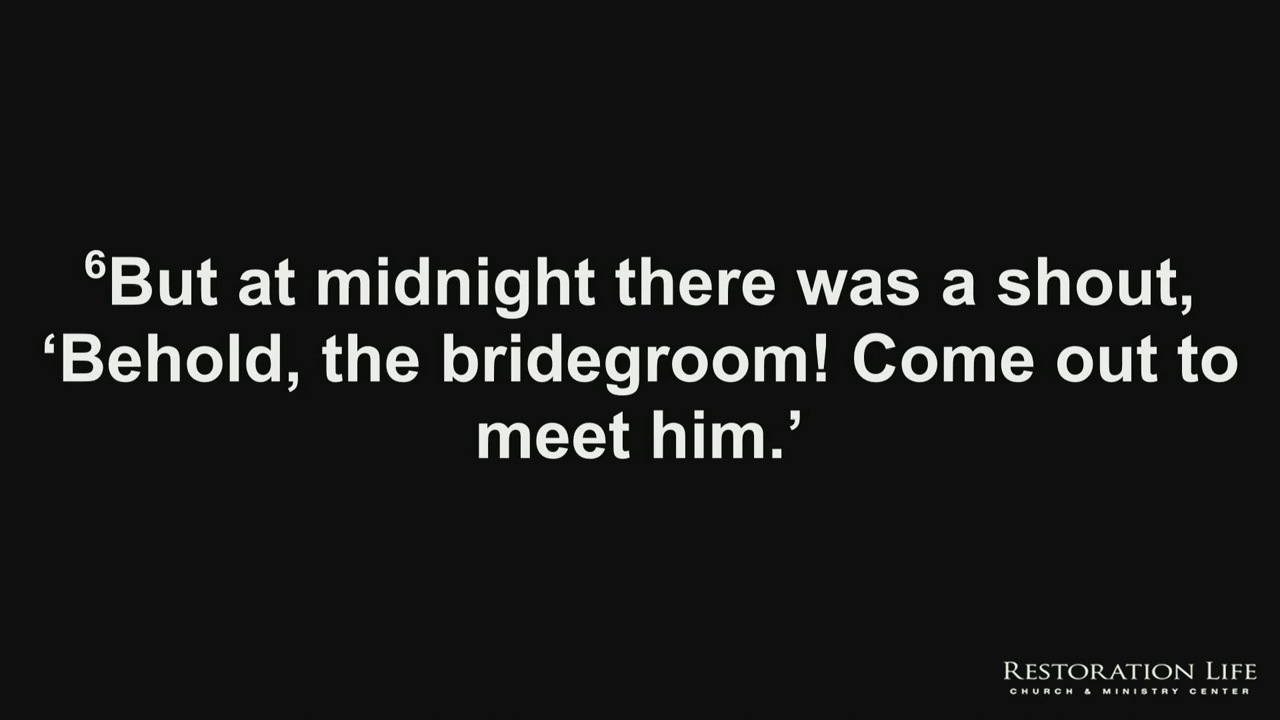 ⁶But at midnight there was a shout,
‘Behold, the bridegroom! Come out to
meet him.’
RESTORATION LIFE
CHURCH & MINISTRY CENTER